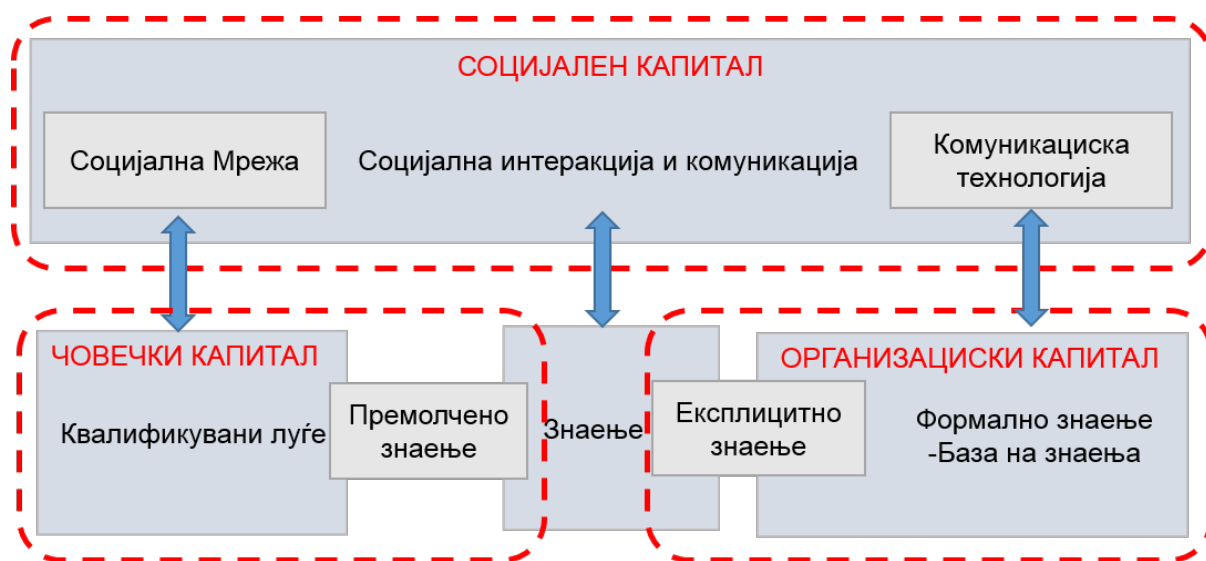 СОЦИЈАЛЕН КАПИТАЛ
Социјална Мрежа
Социјална интеракција и комуникација
Комуникациска
технологија
ЧОВЕЧКИ КАПИТАЛ
Квалификувани луѓе
Премолчено
знаење
Знаење
Експлицитно
знаење
ОРГАНИЗАЦИСКИ КАПИТАЛ
Формално знаење
-База на знаења